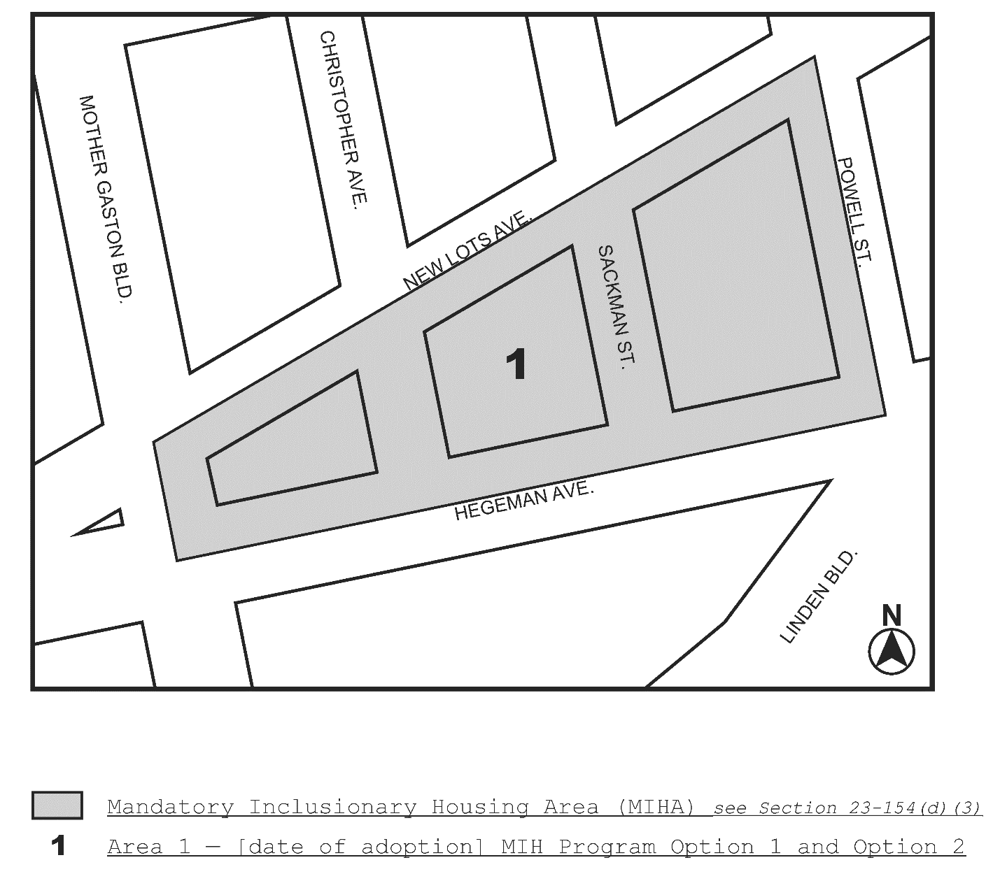 CHRISTOPHER AVE.
MOTHER GASTON BLD.
POWELL ST.
NEW LOTS AVE.
SACKMAN ST.
1
HEGEMAN AVE.
LINDEN BLD.
N
Mandatory Inclusionary Housing Area (MIHA) see Section 23-154(d)(3)
1 Area 1 — [date of adoption] MIH Program Option 1 and Option 2